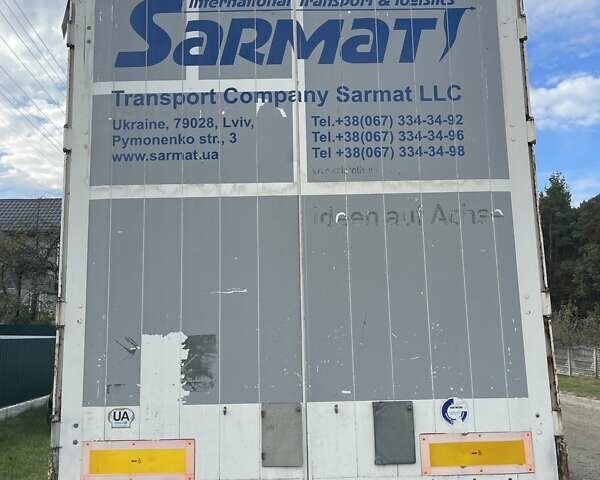 International Transport & logistics
SARMAT
Transport Company Sarmat LLC
Ukraine, 79028, Lviv,
Pymonenko str., 3
www.sarmat.ua
Tel.+38(067) 334-34-92
Tel.+38(067) 334-34-96
Tel +38(067) 334-34-98
ideen auf Achse
UA